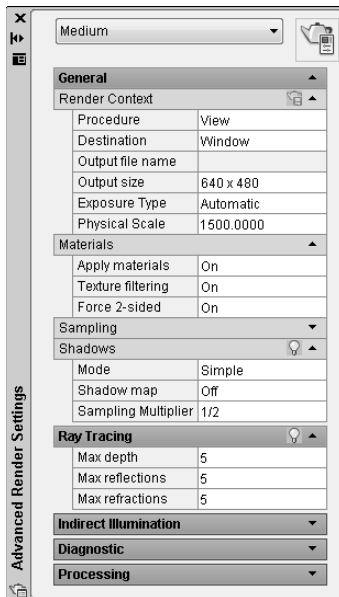 Medium
General
Render Context
Procedure View
Destination Window
Output file name
Output size 640 x 480
Exposure Type Automatic
Physical Scale 1500.0000
Materials
Apply materials On
Texture filtering On
Force 2-sided On
Sampling
Shadows
Mode Simple
Shadow map Off
Sampling Multiplier 1/2
Ray Tracing
Max depth 5
Max reflections 5
Max refractions 5
Indirect Illumination
Diagnostic
Processing
Advanced Render Settings